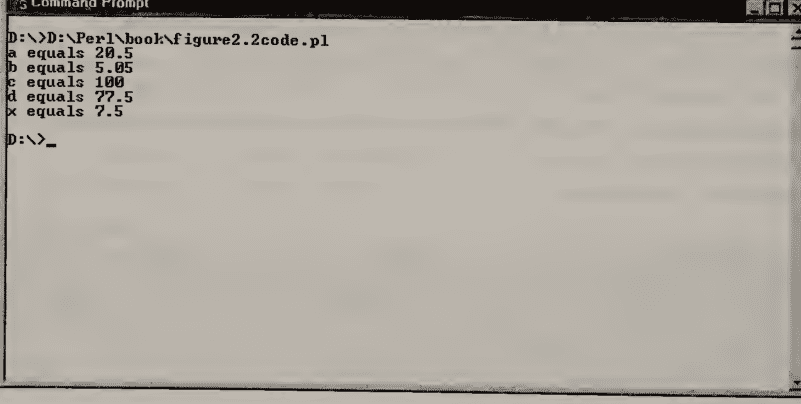 Command Prompt
D:\>D:\Perl\book\figure2.2code.pl
a equals 20.5
b equals 5.05
c equals 100
d equals 77.5
x equals 7.5
D:\>_